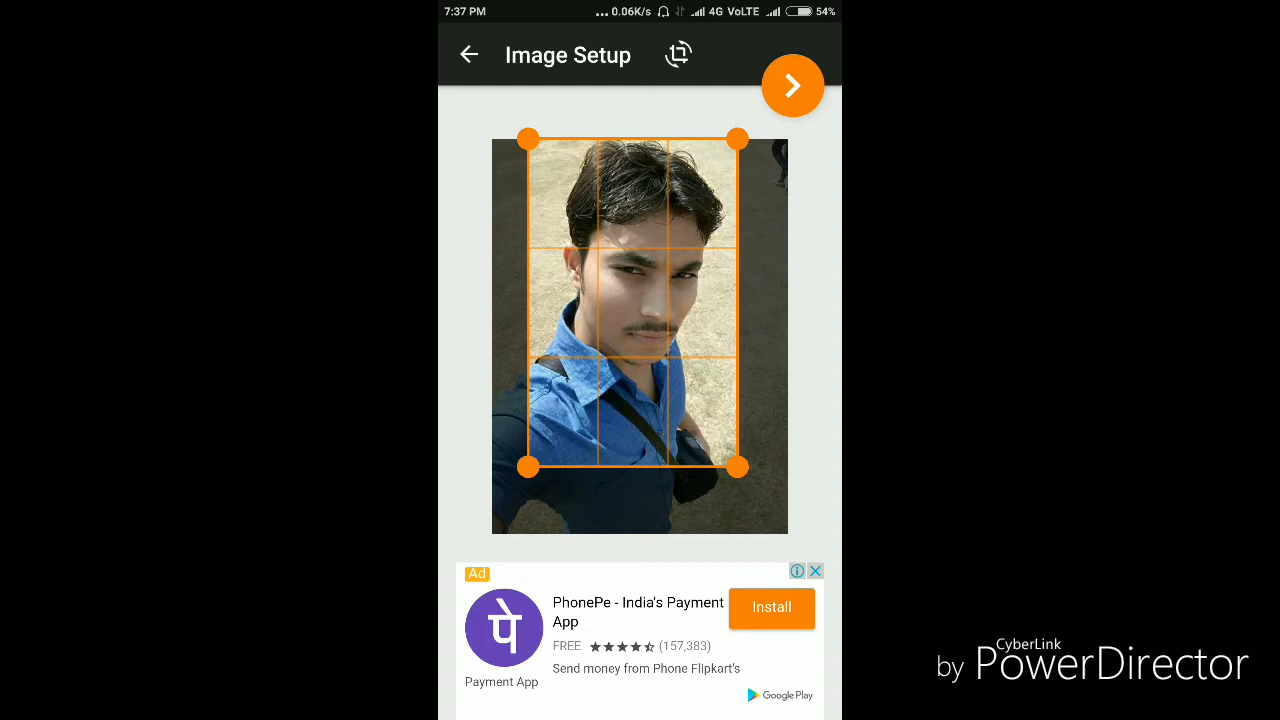 7:37 PM
... 0.06K/s
4G VoLTE
54%
Image Setup
Ad
PhonePe - India's Payment
App
Install
FREE
(157,383)
Send money from Phone Flipkart's
पे
Payment App
Google Play
CyberLink
by PowerDirector